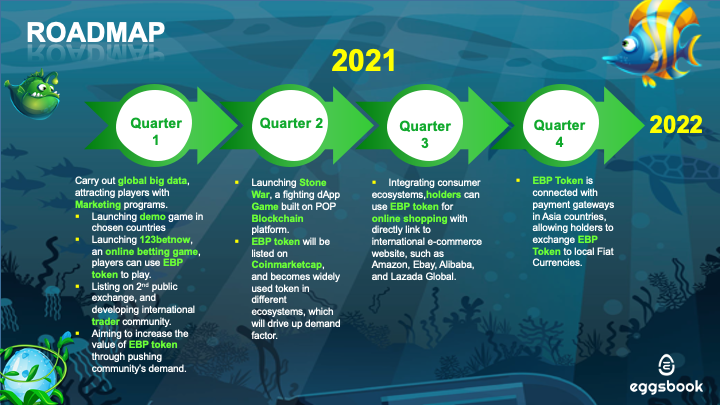 ROADMAP
2021
Quarter
1
Quarter 2
Quarter
3
Quarter
4
2022
Carry out global big data,
attracting players with
Marketing programs.
▪ Launching demo game in
chosen countries
▪ Launching 123betnow,
an online betting game,
players can use EBP
token to play.
▪ Listing on 2nd public
exchange, and
developing international
trader community.
▪ Aiming to increase the
value of EBP token
through pushing
community's demand.
▪ Launching Stone
War, a fighting dApp
Game built on POP
Blockchain
platform.
▪ EBP token will be
listed on
Coinmarketcap,
and becomes widely
used token in
different
ecosystems, which
will drive up demand
factor.
▪ Integrating consumer
ecosystems,holders can
use EBP token for
online shopping with
directly link to
international e-commerce
website, such as
Amazon, Ebay, Alibaba,
and Lazada Global.
▪ EBP Token is
connected with
payment gateways
in Asia countries,
allowing holders to
exchange EBP
Token to local Fiat
Currencies.
eggsbook